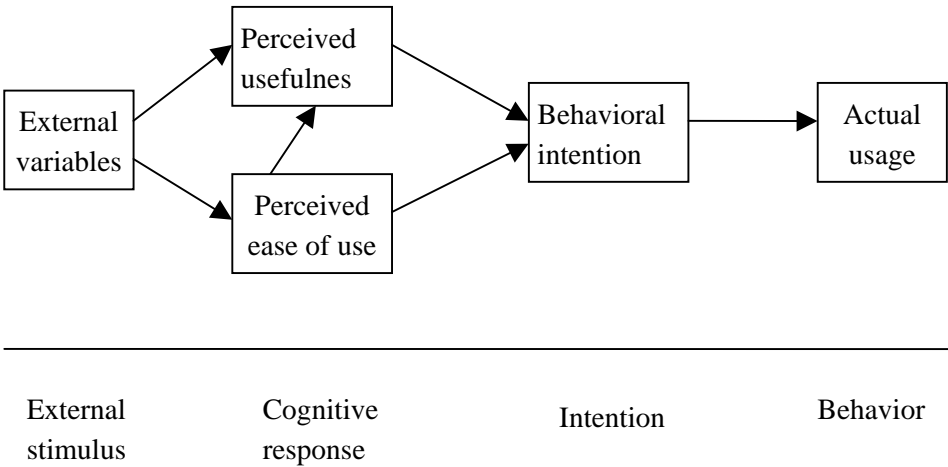 Perceived
usefulnes
External
variables
Perceived
ease of use
Behavioral
intention
Actual
usage
External
stimulus
Cognitive
response
Intention
Behavior